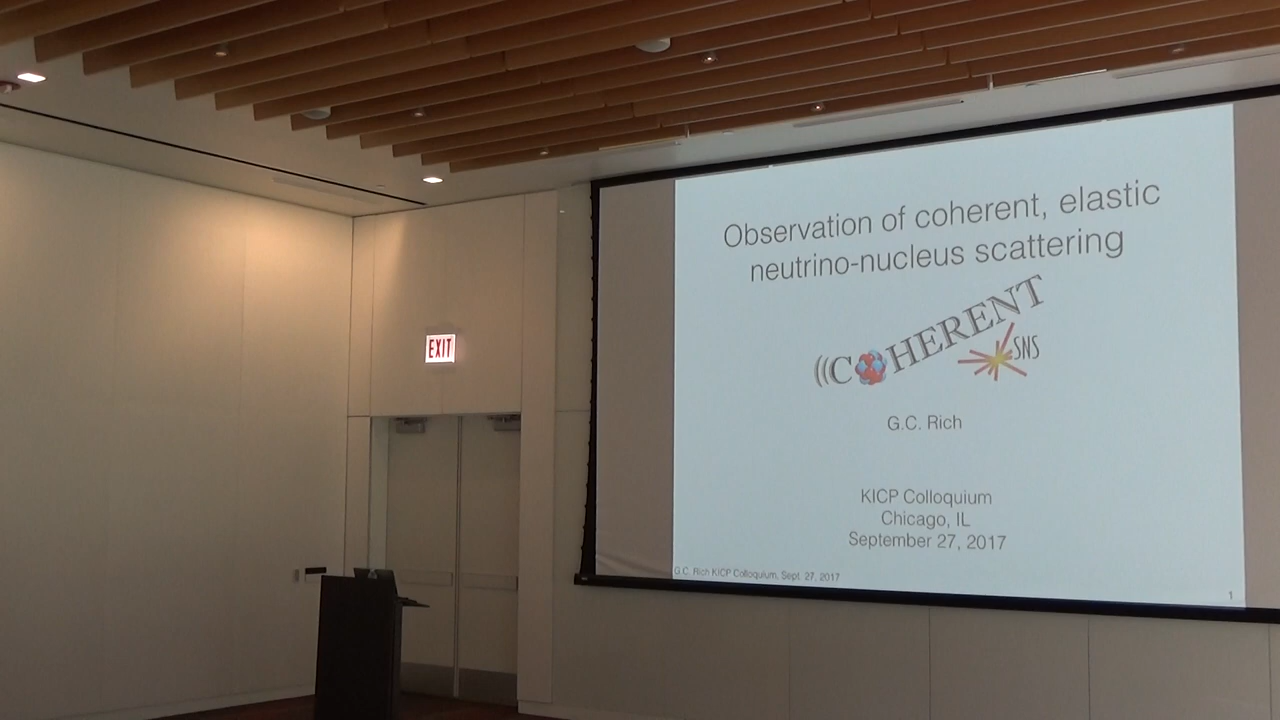 EXIT
Observation of coherent, elastic
neutrino-nucleus scattering
COHERENT
SNS
G.C. Rich
KICP Colloquium
Chicago, IL
September 27, 2017
G.C. Rich KICP Colloquium, Sept. 27, 2017
1